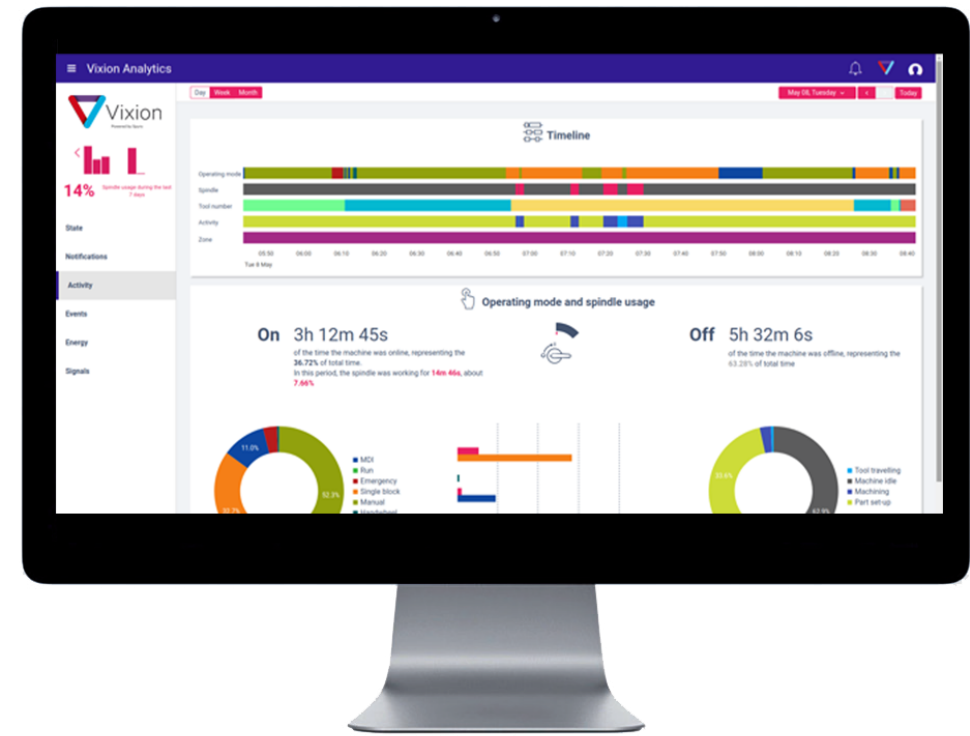 Vixion Analytics
Vixion
Powered by
14%
Spindle usage during the last
7 days
State
Notifications
Activity
Events
Energy
Signals
Day Week Month
May 08, Tuesday
Today
Timeline
Operating mode
Spindle
Tool number
Activity
Zone
05:50 06:00 06:10 06:20 06:30 06:40 06:50 07:00 07:10 07:20 07:30 07:40 07:50 08:00 08:10 08:20 08:30 08:40
Tue 8 May
Operating mode and spindle usage
On 3h 12m 45s
of the time the machine was online, representing the
36.72% of total time.
In this period, the spindle was working for 14m 46s, about
7.66%
Off 5h 32m 6s
of the time the machine was offline, representing the
63.28% of total time
11.0%
52.3%
MDI
Run
Emergency
Single block
Manual
Handwheel
Tool travelling
Machine idle
Machining
Part set-up